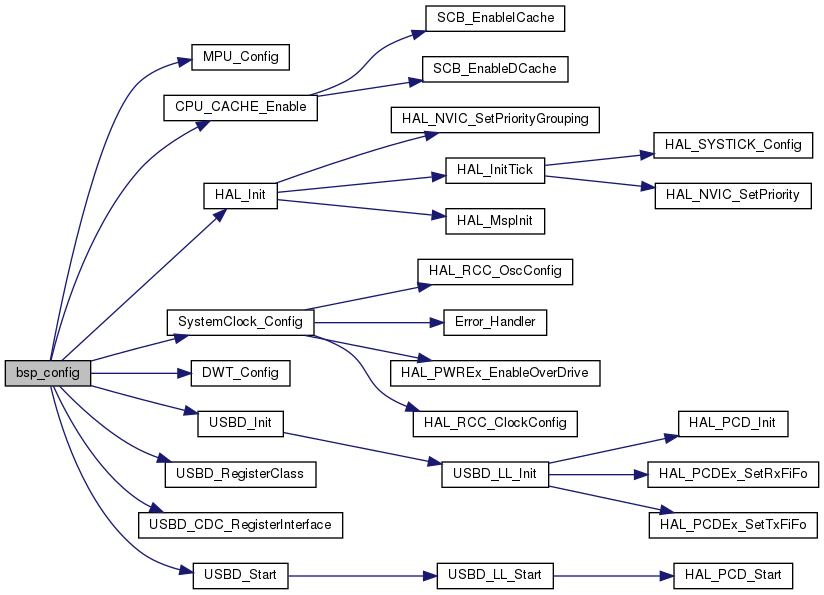 SCB_EnableICache
MPU_Config
SCB_EnableDCache
CPU_CACHE_Enable
HAL_NVIC_SetPriorityGrouping
HAL_SYSTICK_Config
HAL_InitTick
HAL_Init
HAL_NVIC_SetPriority
HAL_MspInit
HAL_RCC_OscConfig
SystemClock_Config
Error_Handler
bsp_config
DWT_Config
HAL_PWREx_EnableOverDrive
USBD_Init
HAL_RCC_ClockConfig
HAL_PCD_Init
USBD_RegisterClass
USBD_LL_Init
HAL_PCDEx_SetRxFiFo
USBD_CDC_RegisterInterface
HAL_PCDEx_SetTxFiFo
USBD_Start
USBD_LL_Start
HAL_PCD_Start